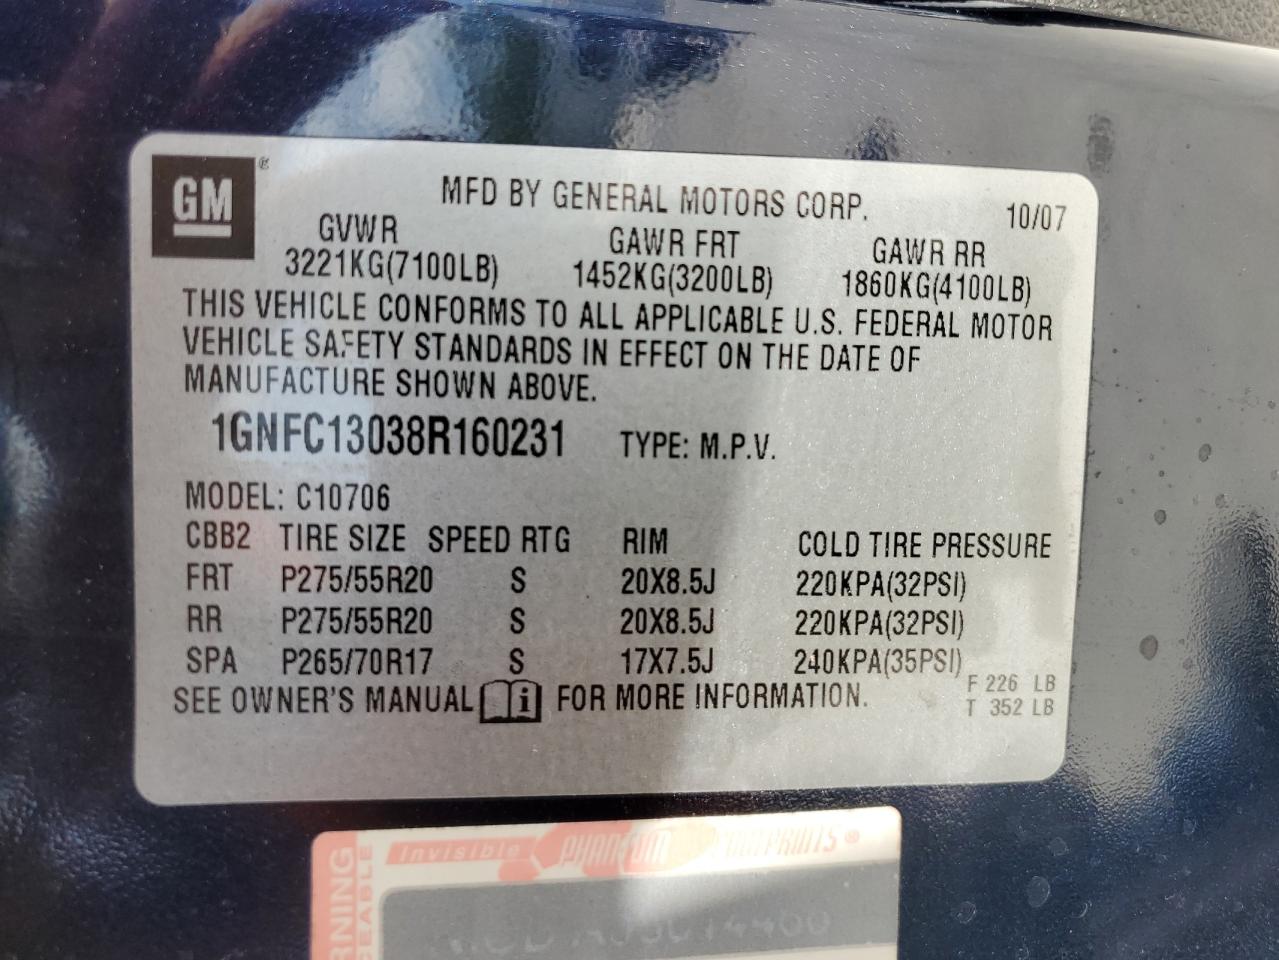 GM ®
MFD BY GENERAL MOTORS CORP.
10/07
GVWR GAWR FRT GAWR RR
3221KG(7100LB) 1452KG(3200LB) 1860KG(4100LB)
THIS VEHICLE CONFORMS TO ALL APPLICABLE U.S. FEDERAL MOTOR
VEHICLE SAFETY STANDARDS IN EFFECT ON THE DATE OF
MANUFACTURE SHOWN ABOVE.
1GNFC13038R160231 TYPE: M.P.V.
MODEL: C10706
CBB2 TIRE SIZE SPEED RTG RIM COLD TIRE PRESSURE
FRT P275/55R20 S 20X8.5J 220KPA(32PSI)
RR P275/55R20 S 20X8.5J 220KPA(32PSI)
SPA P265/70R17 S 17X7.5J 240KPA(35PSI)
SEE OWNER'S MANUAL i FOR MORE INFORMATION.
F 226 LB
T 352 LB
Invisible PHANTOM FOOTPRINTS®